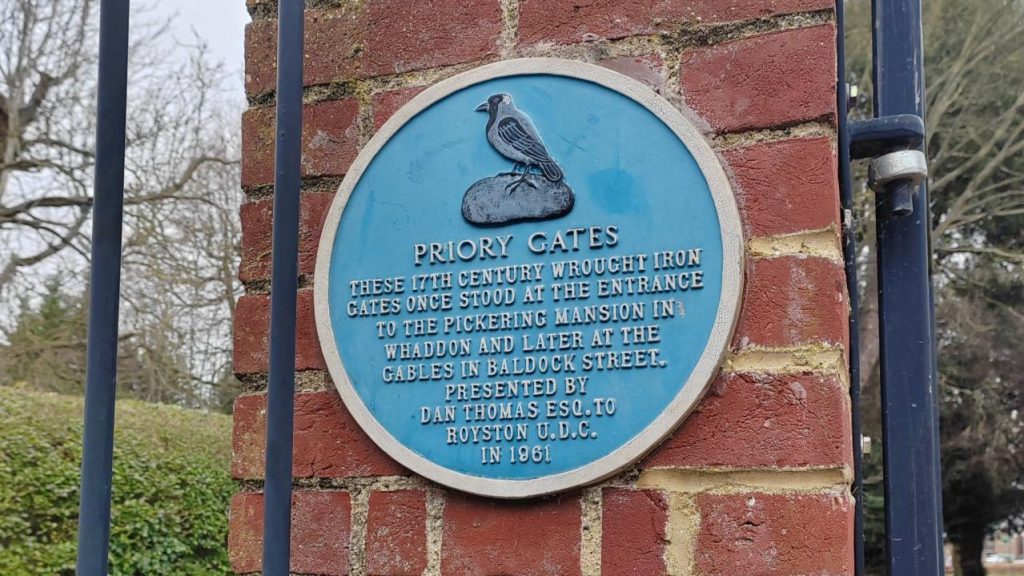 PRIORY GATES
THESE 17TH CENTURY WROUGHT IRON
GATES ONCE STOOD AT THE ENTRANCE
TO THE PICKERING MANSION IN
WHADDON AND LATER AT THE
GABLES IN BALDOCK STREET.
PRESENTED BY
DAN THOMAS ESQ. TO
ROYSTON U.D.C.
IN 1961